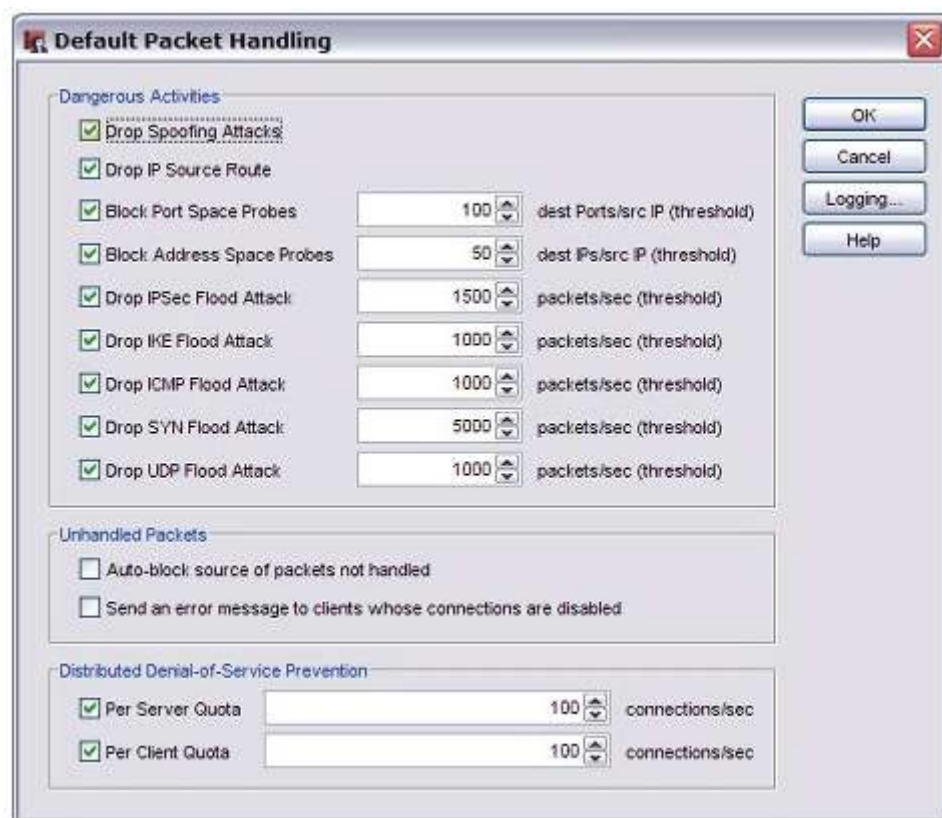 Default Packet Handling
Dangerous Activities
Drop Spoofing Attacks
Drop IP Source Route
Block Port Space Probes 100 dest Ports/src IP (threshold)
Block Address Space Probes 50 dest IPs/src IP (threshold)
Drop IPSec Flood Attack 1500 packets/sec (threshold)
Drop IKE Flood Attack 1000 packets/sec (threshold)
Drop ICMP Flood Attack 1000 packets/sec (threshold)
Drop SYN Flood Attack 5000 packets/sec (threshold)
Drop UDP Flood Attack 1000 packets/sec (threshold)
Unhandled Packets
Auto-block source of packets not handled
Send an error message to clients whose connections are disabled
Distributed Denial-of-Service Prevention
Per Server Quota 100 connections/sec
Per Client Quota 100 connections/sec
OK
Cancel
Logging...
Help